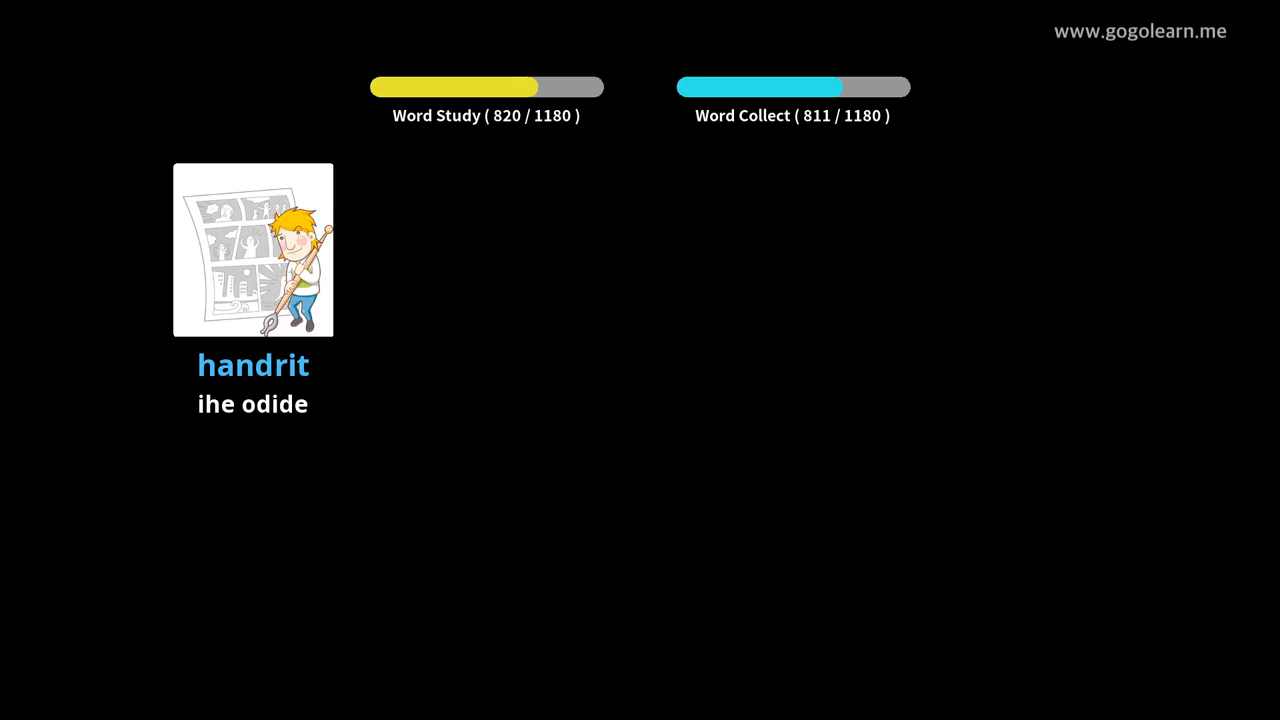 www.gogolearn.me
Word Study ( 820 / 1180 )
Word Collect ( 811 / 1180 )
handrit
ihe odide